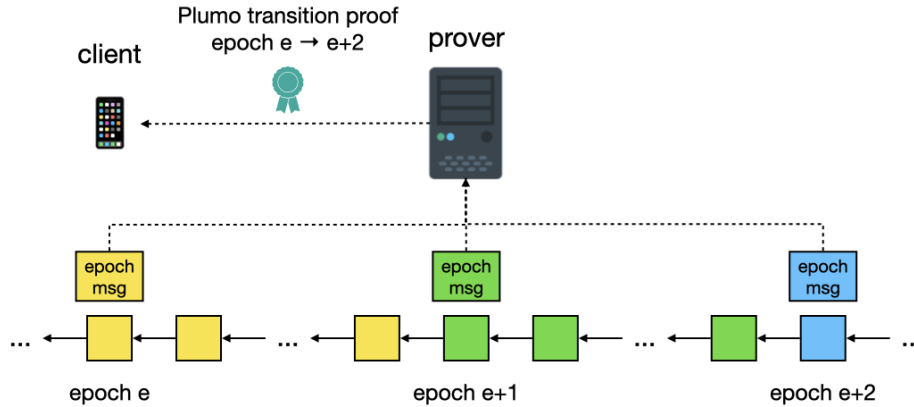 Plumo transition proof
epoch e → e+2
client
prover
epoch
msg
epoch
msg
epoch
msg
...
...
...
..
epoch e
epoch e+1
epoch e+2